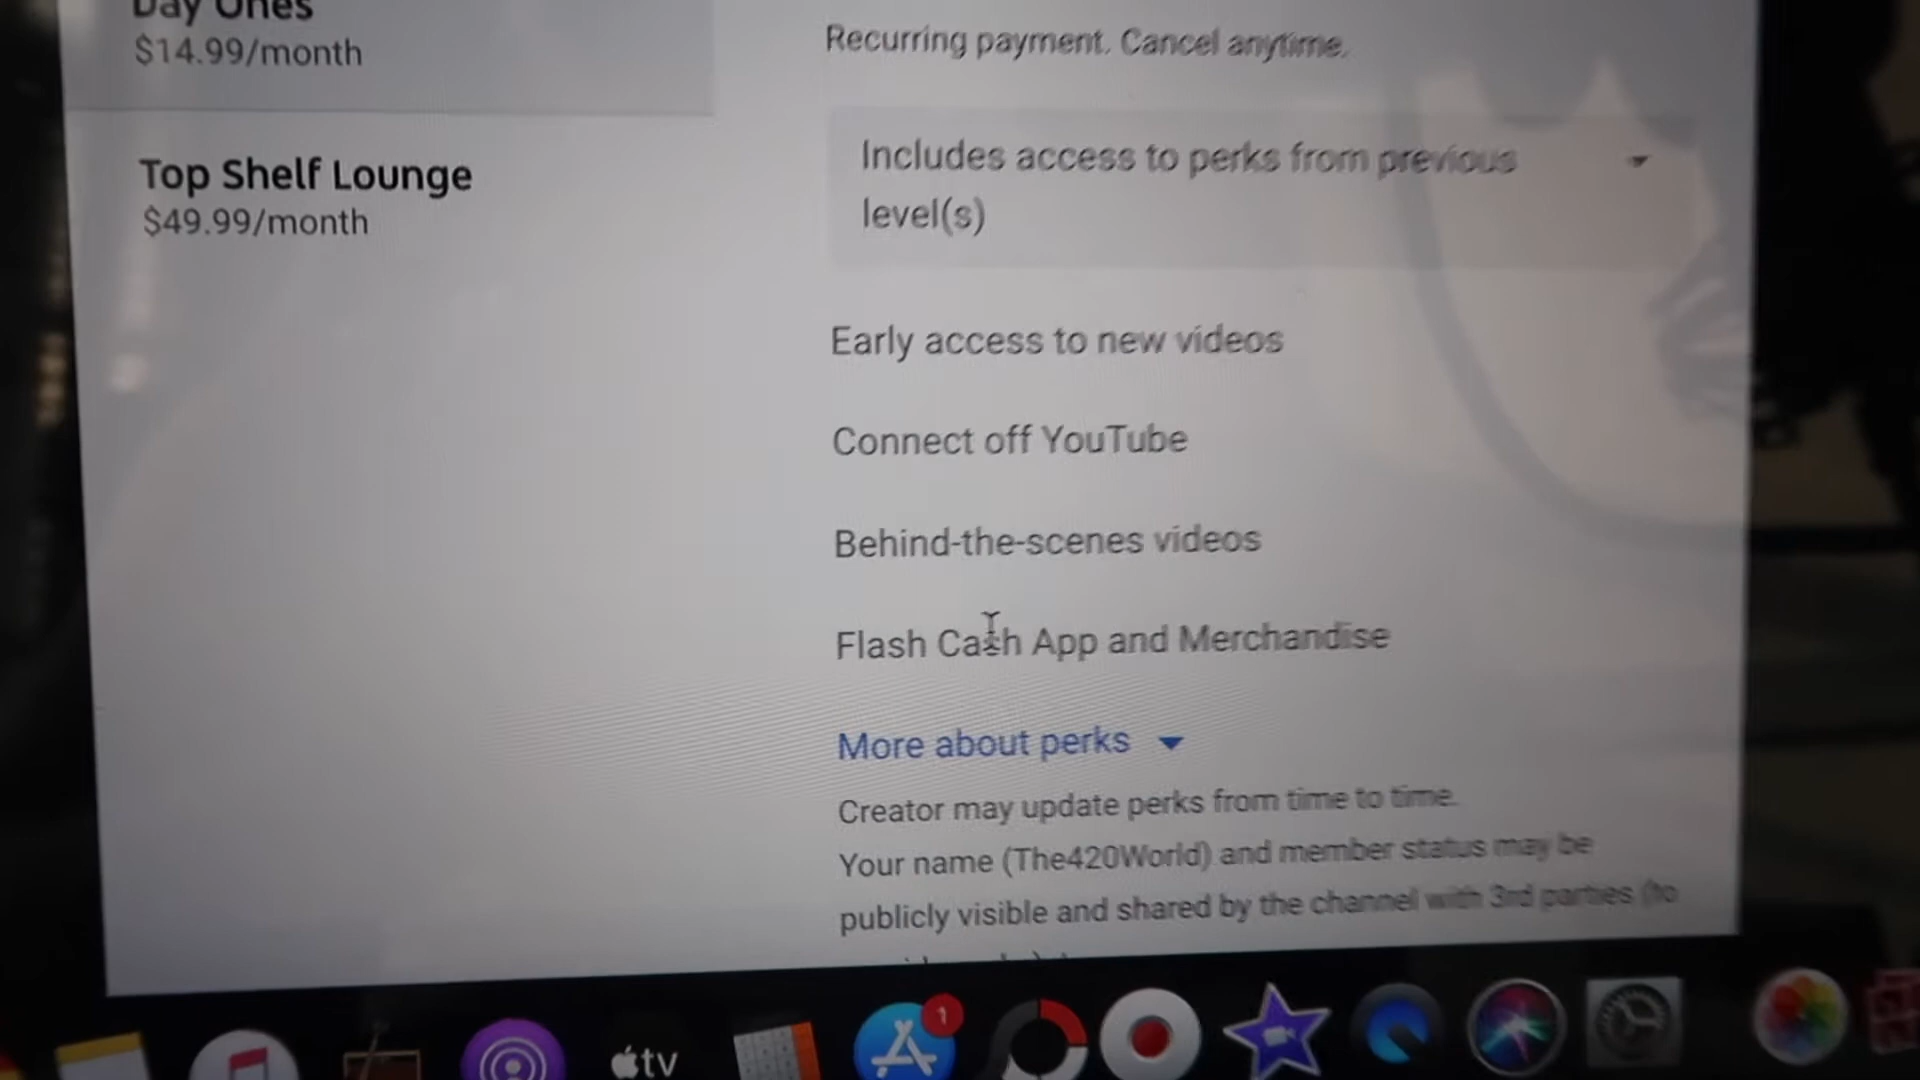 Day Ones
$14.99/month
Top Shelf Lounge
$49.99/month
Recurring payment. Cancel anytime.
Includes access to perks from previous
level(s)
Early access to new videos
Connect off YouTube
Behind-the-scenes videos
Flash Cash App and Merchandise
More about perks
Creator may update perks from time to time.
Your name (The420World) and member status may be
publicly visible and shared by the channel with 3rd parties (to
1
tv